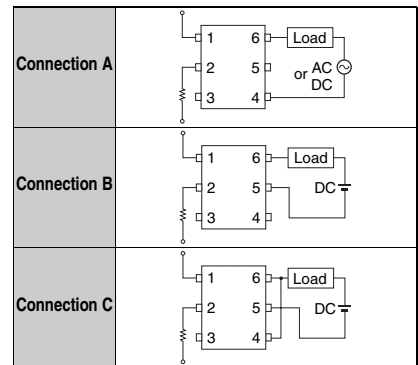 Connection A
1 6 Load
2 5 or AC
DC
3 4
Connection B
1 6 Load
2 5 DC
3 4
Connection C
1 6 Load
2 5 DC
3 4